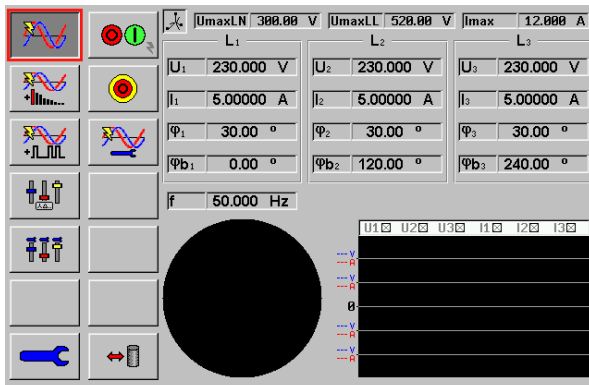 UmaxLN 300.00 V UmaxLL 520.00 V Imax 12.000 A
L1 L2 L3
U1 230.000 V U2 230.000 V U3 230.000 V
I1 5.00000 A I2 5.00000 A I3 5.00000 A
φ1 30.00 º φ2 30.00 º φ3 30.00 º
φb1 0.00 º φb2 120.00 º φb3 240.00 º
f 50.000 Hz
U1☒ U2☒ U3☒ I1☒ I2☒ I3☒
--- V
--- A
--- V
--- A
0
--- V
--- A
--- V
--- A